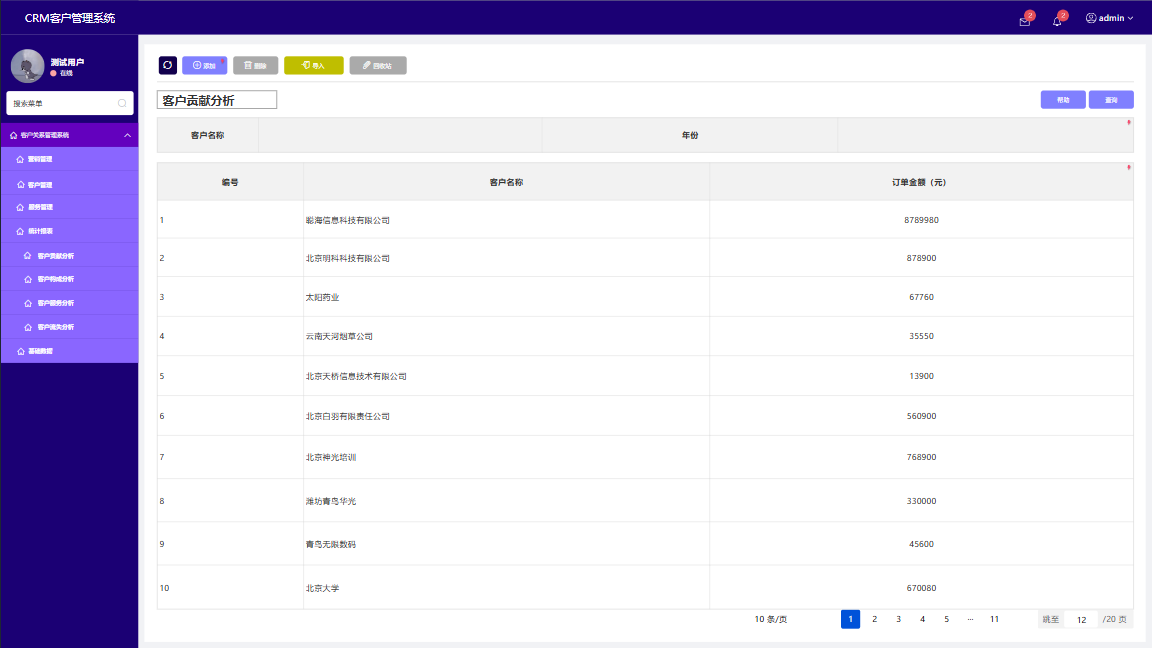 CRM客户管理系统
2
2
admin
测试用户
在线
搜索菜单
客户关系管理系统
营销管理
客户管理
服务管理
统计报表
客户贡献分析
客户构成分析
客户服务分析
客户流失分析
基础数据
添加
删除
导入
回收站
客户贡献分析
帮助
查询
客户名称
年份
编号 客户名称 订单金额（元）
1 聪海信息科技有限公司 8789980
2 北京明科科技有限公司 878900
3 太阳药业 67760
4 云南天河烟草公司 35550
5 北京天桥信息技术有限公司 13900
6 北京白羽有限责任公司 560900
7 北京神光培训 768900
8 潍坊青鸟华光 330000
9 青鸟无限数码 45600
10 北京大学 670080
10 条/页 1 2 3 4 5 ··· 11 跳至 12 /20 页